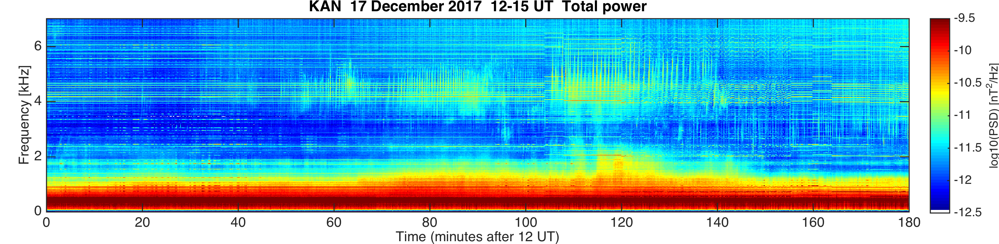 KAN 17 December 2017 12-15 UT Total power
Frequency [kHz]
6
4
2
0
0 20 40 60 80 100 120 140 160 180
Time (minutes after 12 UT)
-9.5
-10
-10.5
-11
-11.5
-12
-12.5
log10(PSD) [nT²/Hz]